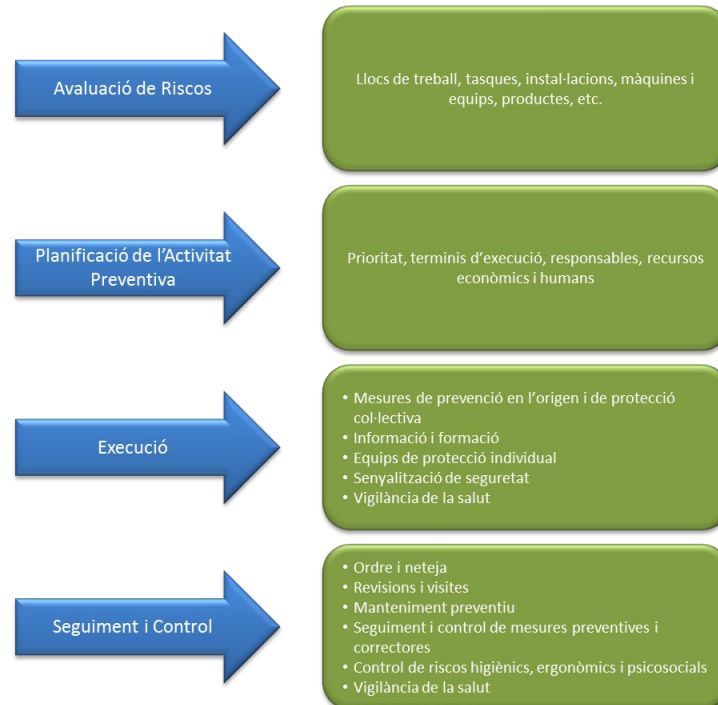 Avaluació de Riscos
Llocs de treball, tasques, instal·lacions, màquines i
equips, productes, etc.
Planificació de l'Activitat
Preventiva
Prioritat, terminis d'execució, responsables, recursos
econòmics i humans
Execució
• Mesures de prevenció en l'origen i de protecció
col·lectiva
• Informació i formació
• Equips de protecció individual
• Senyalització de seguretat
• Vigilància de la salut
Seguiment i Control
• Ordre i neteja
• Revisions i visites
• Manteniment preventiu
• Seguiment i control de mesures preventives i
correctores
• Control de riscos higiènics, ergonòmics i psicosocials
• Vigilància de la salut